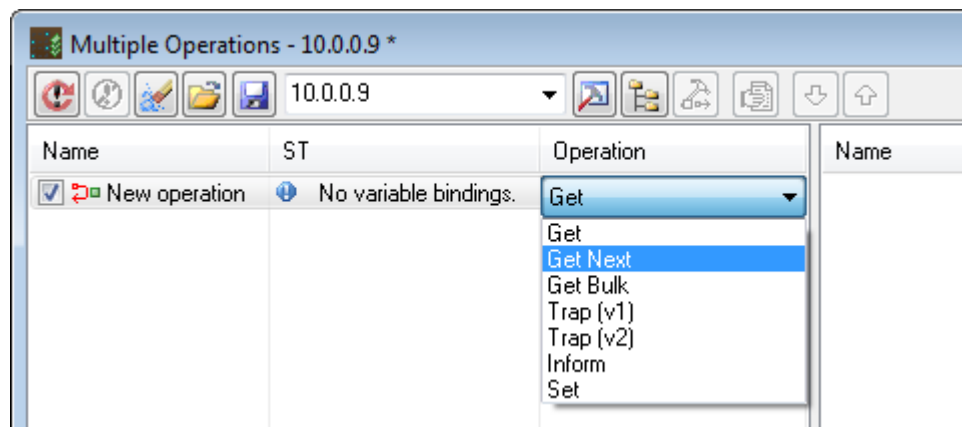 Multiple Operations - 10.0.0.9 *
10.0.0.9
Name ST Operation Name
New operation No variable bindings. Get
Get
Get Next
Get Bulk
Trap (v1)
Trap (v2)
Inform
Set